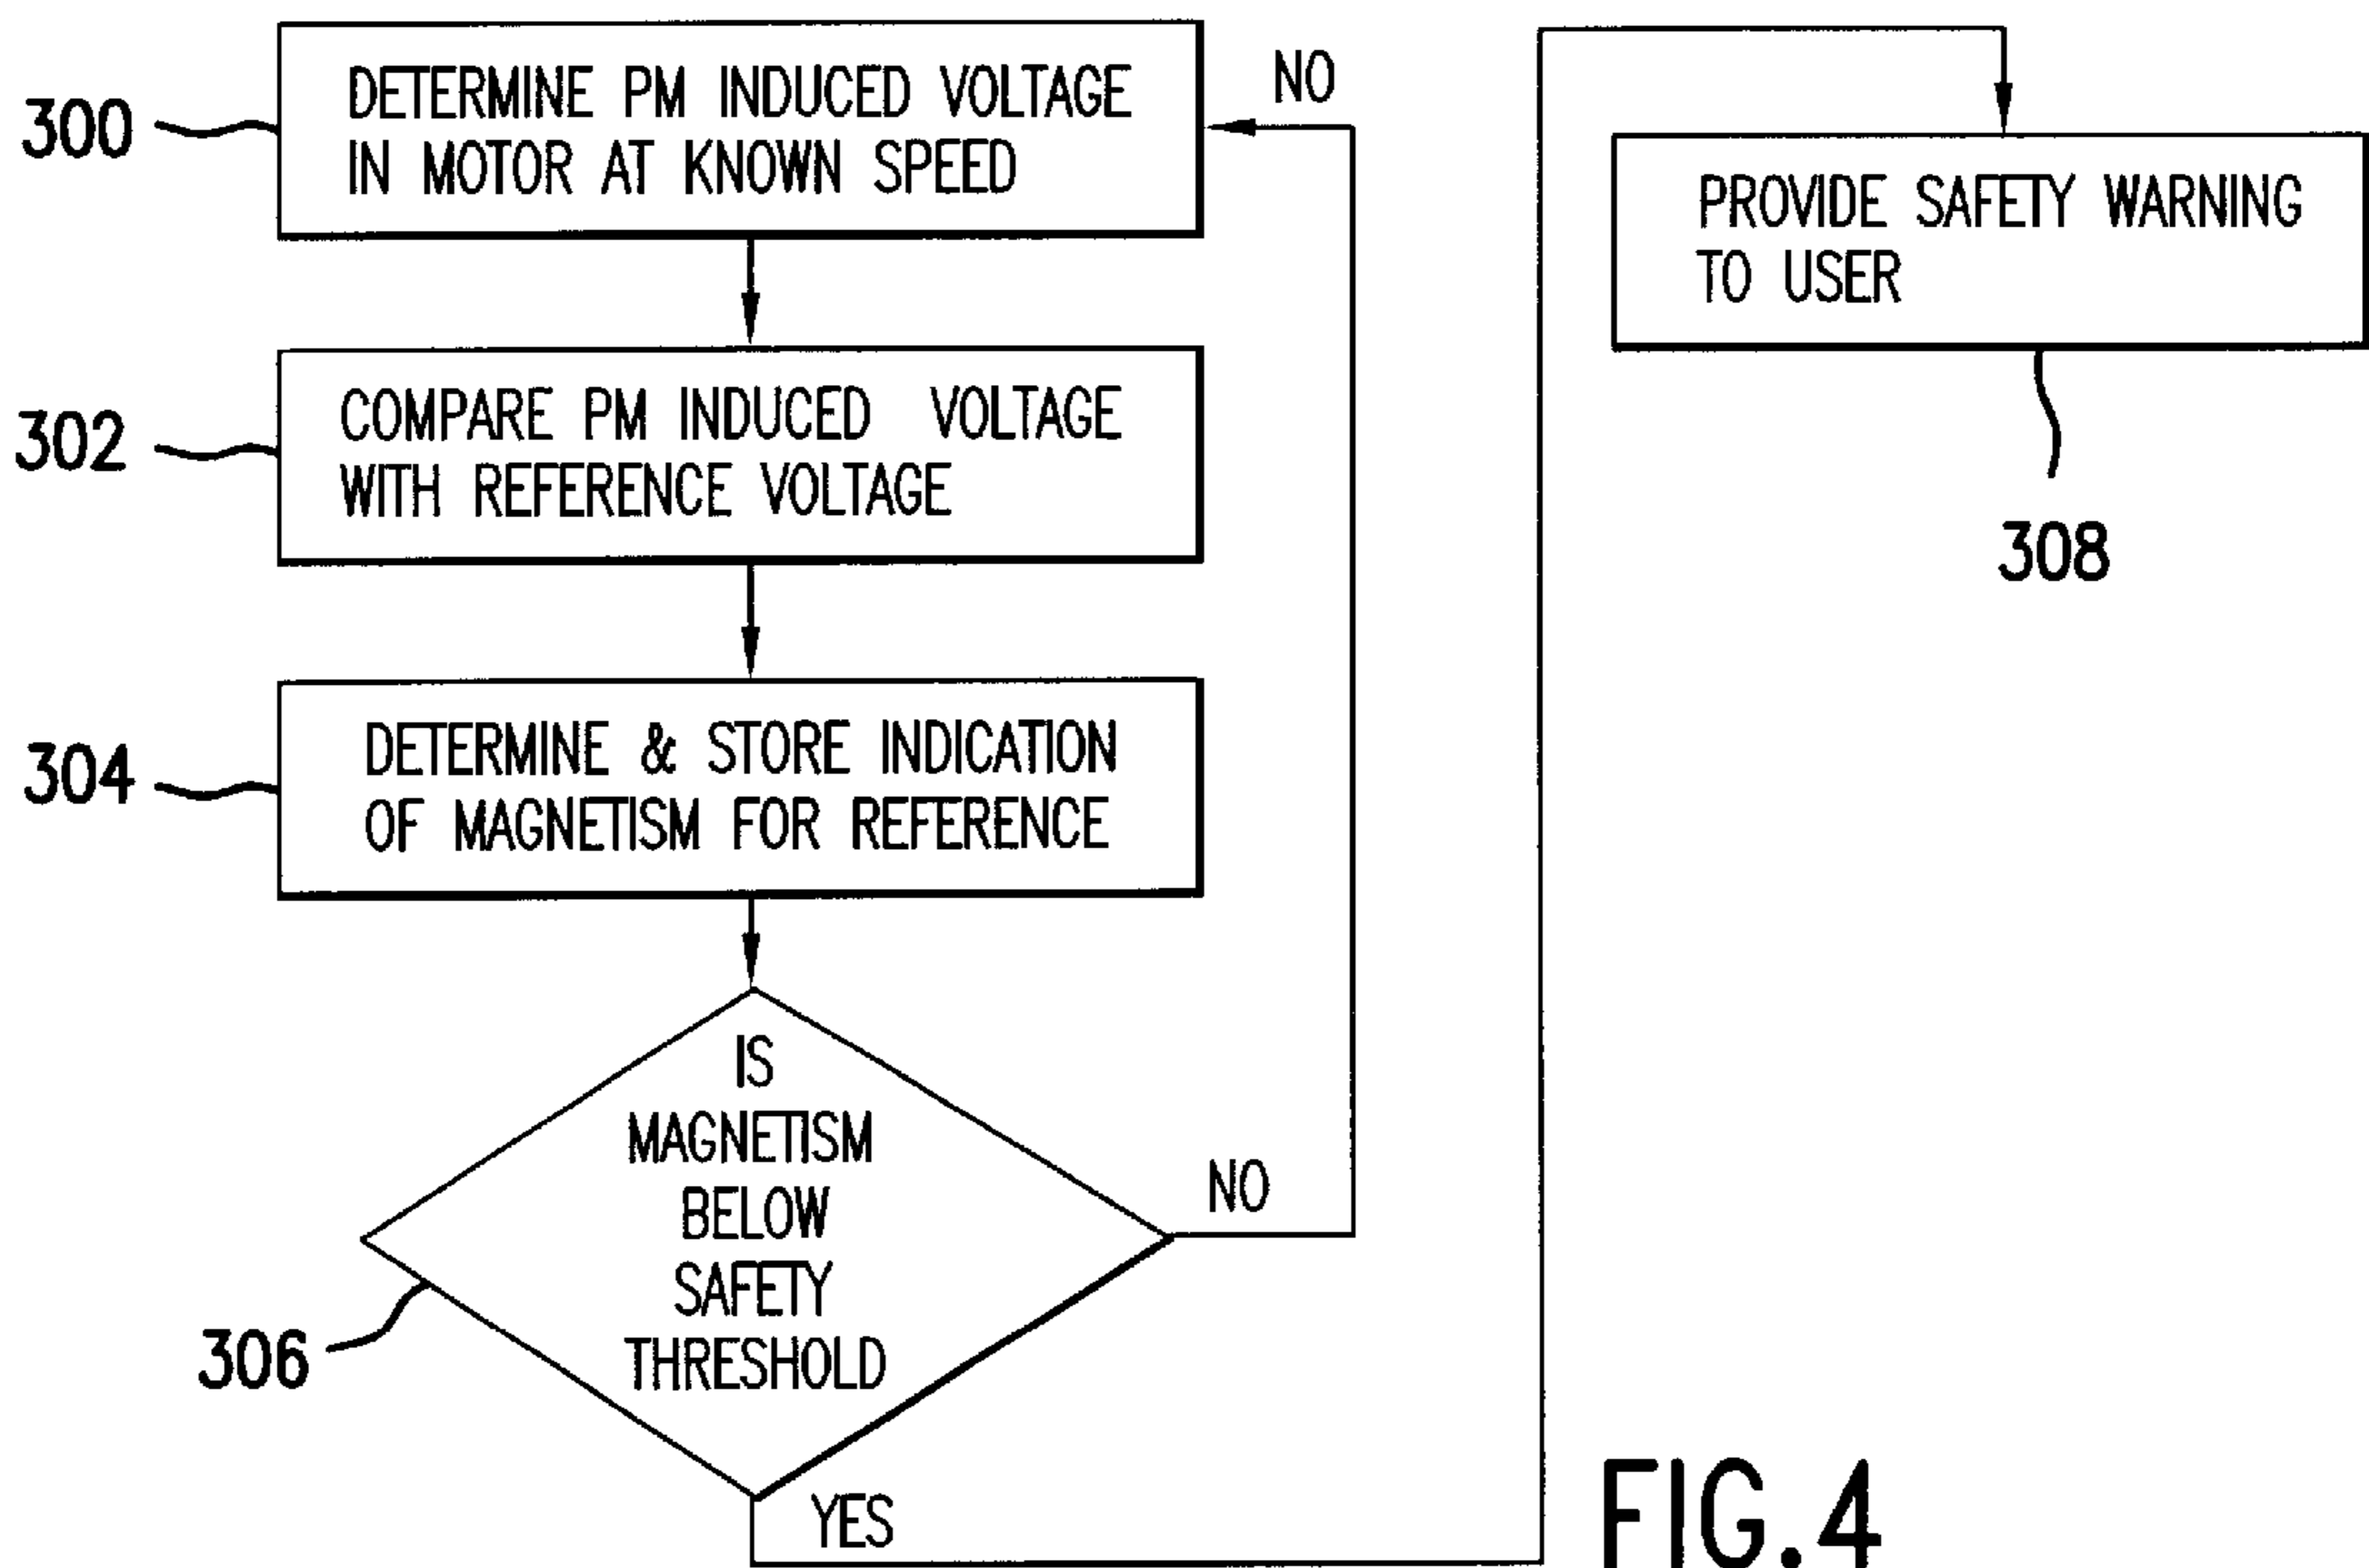 300
DETERMINE PM INDUCED VOLTAGE
IN MOTOR AT KNOWN SPEED
NO
302
COMPARE PM INDUCED VOLTAGE
WITH REFERENCE VOLTAGE
304
DETERMINE & STORE INDICATION
OF MAGNETISM FOR REFERENCE
306
IS
MAGNETISM
BELOW
SAFETY
THRESHOLD
NO
YES
PROVIDE SAFETY WARNING
TO USER
308
FIG.4